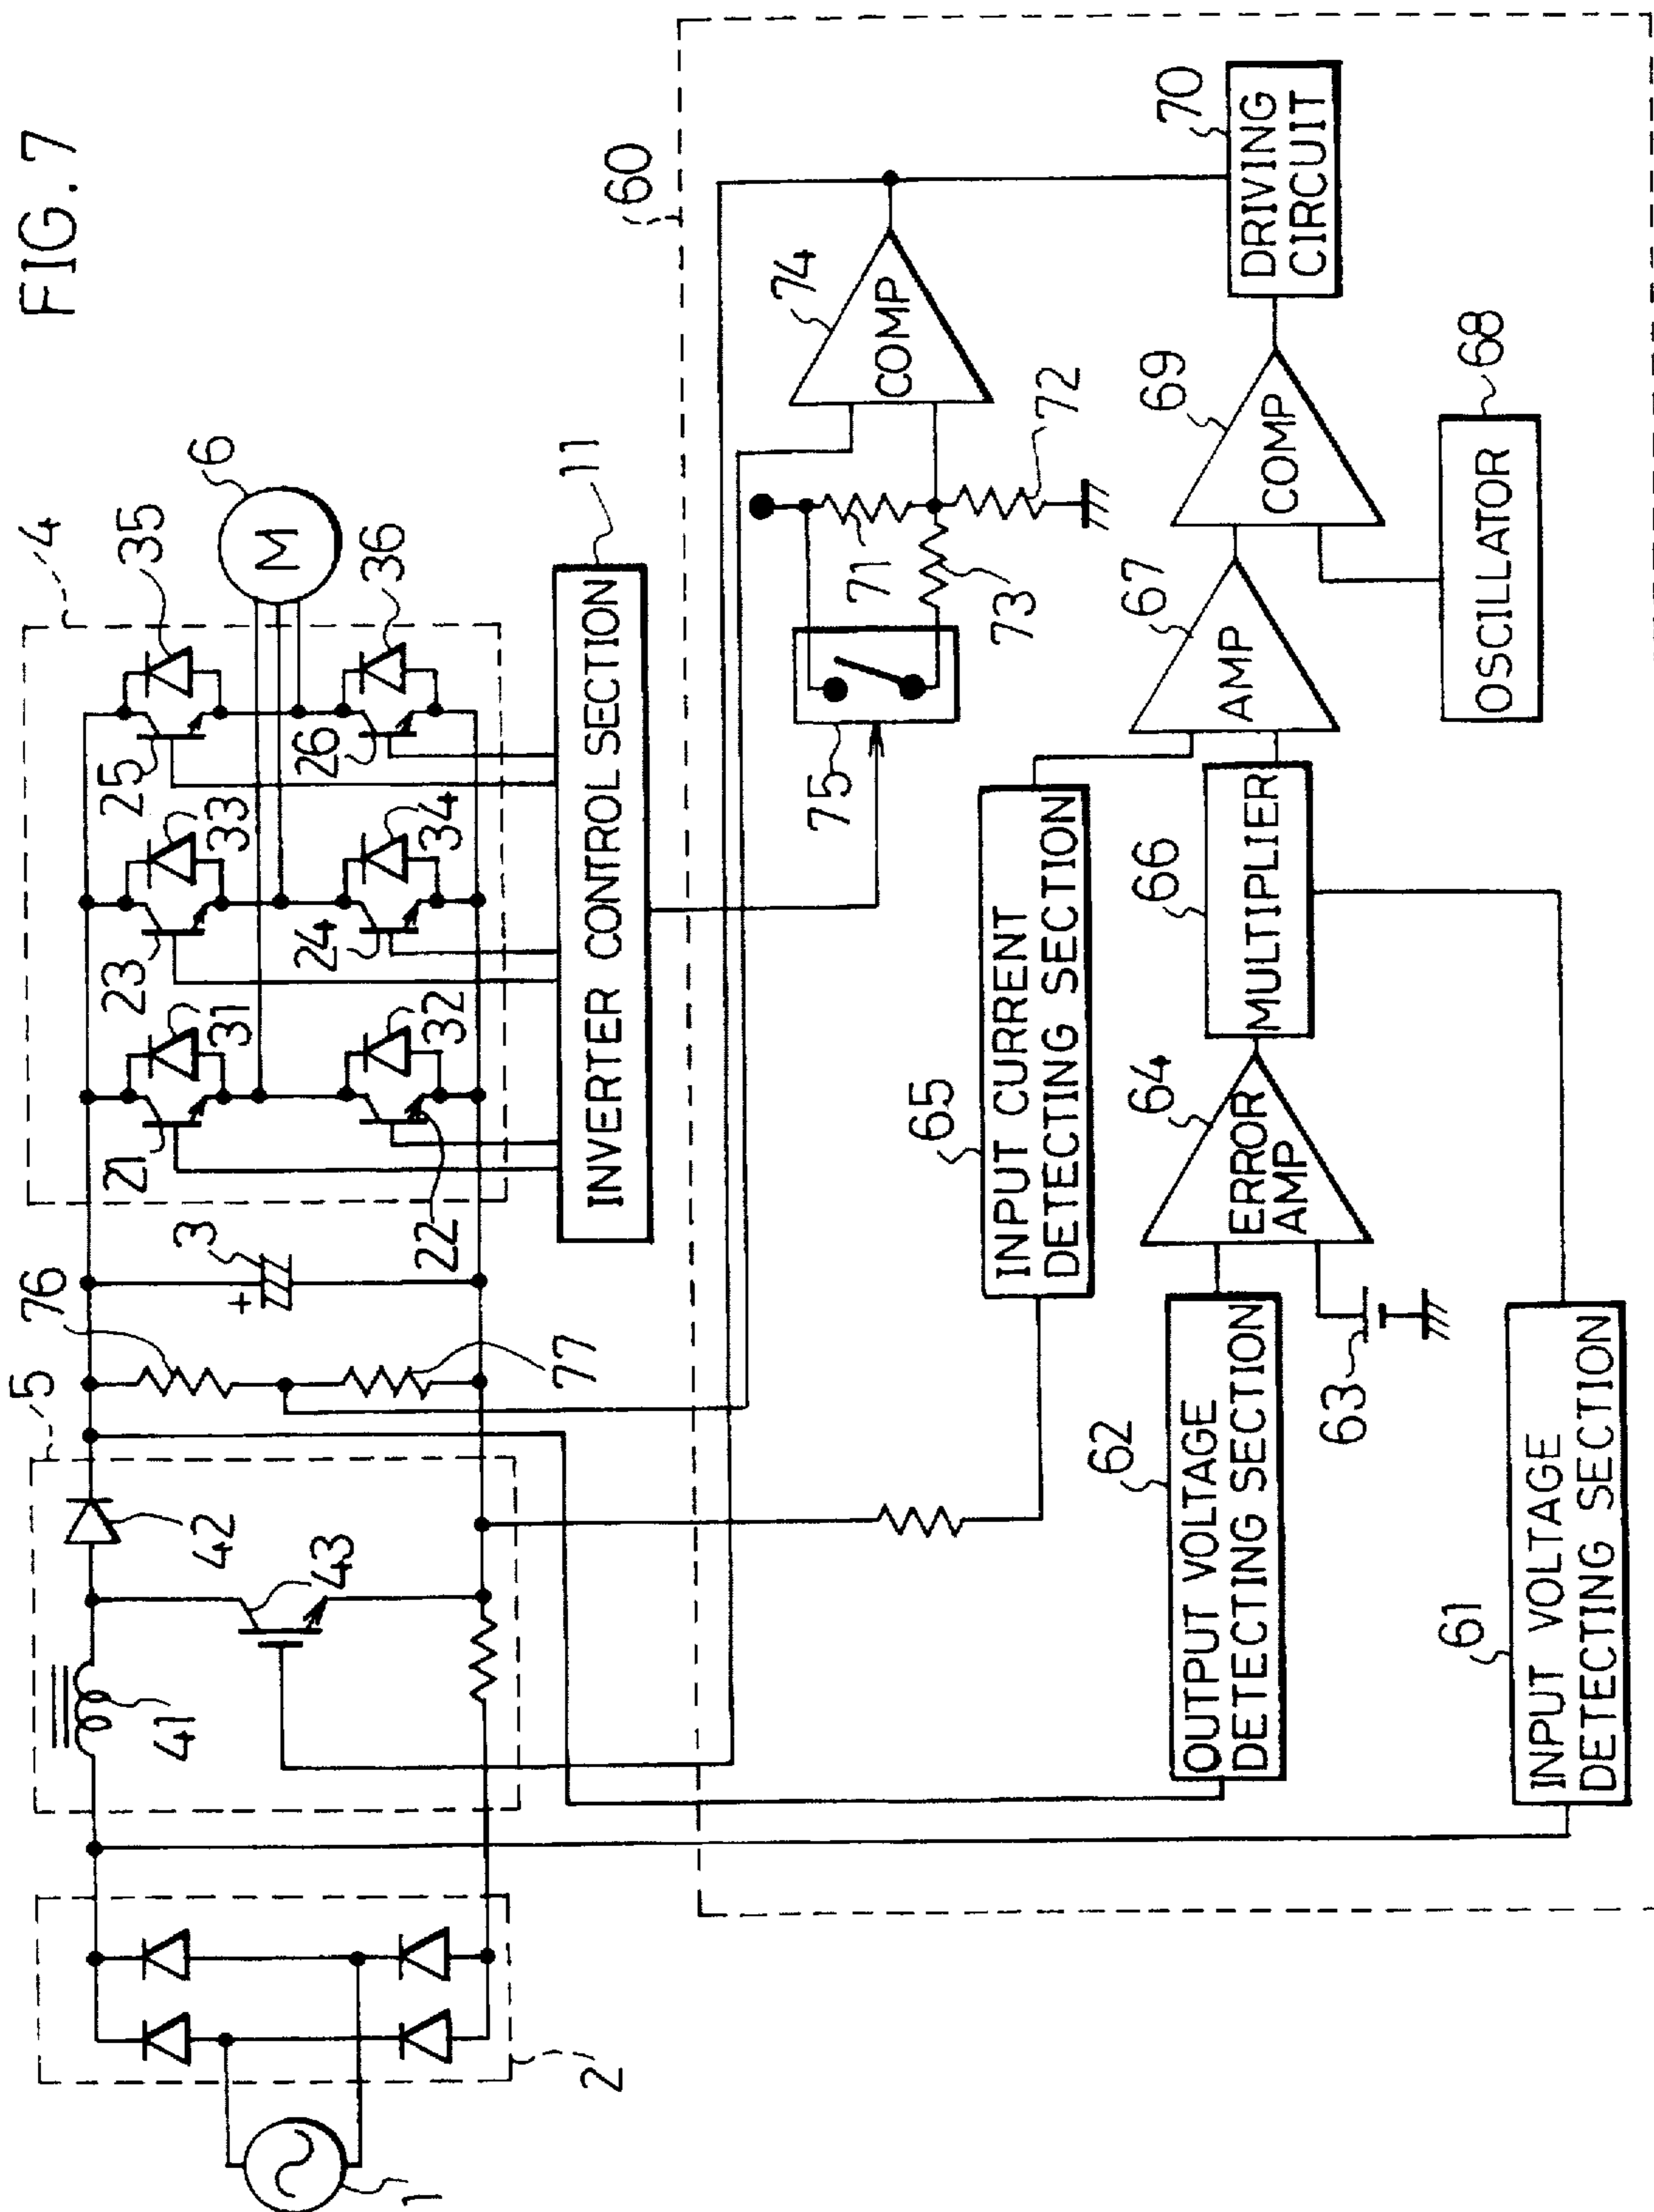 FIG. 7
1
2
5
41
42
43
76
77
3
4
21
31
22
32
23
33
24
34
25
35
26
36
M
6
INVERTER CONTROL SECTION
11
60
61
INPUT VOLTAGE
DETECTING SECTION
62
OUTPUT VOLTAGE
DETECTING SECTION
63
64
ERROR
AMP
65
INPUT CURRENT
DETECTING SECTION
66
MULTIPLIER
67
AMP
68
OSCILLATOR
69
COMP
70
DRIVING
CIRCUIT
71
72
73
74
COMP
75
+